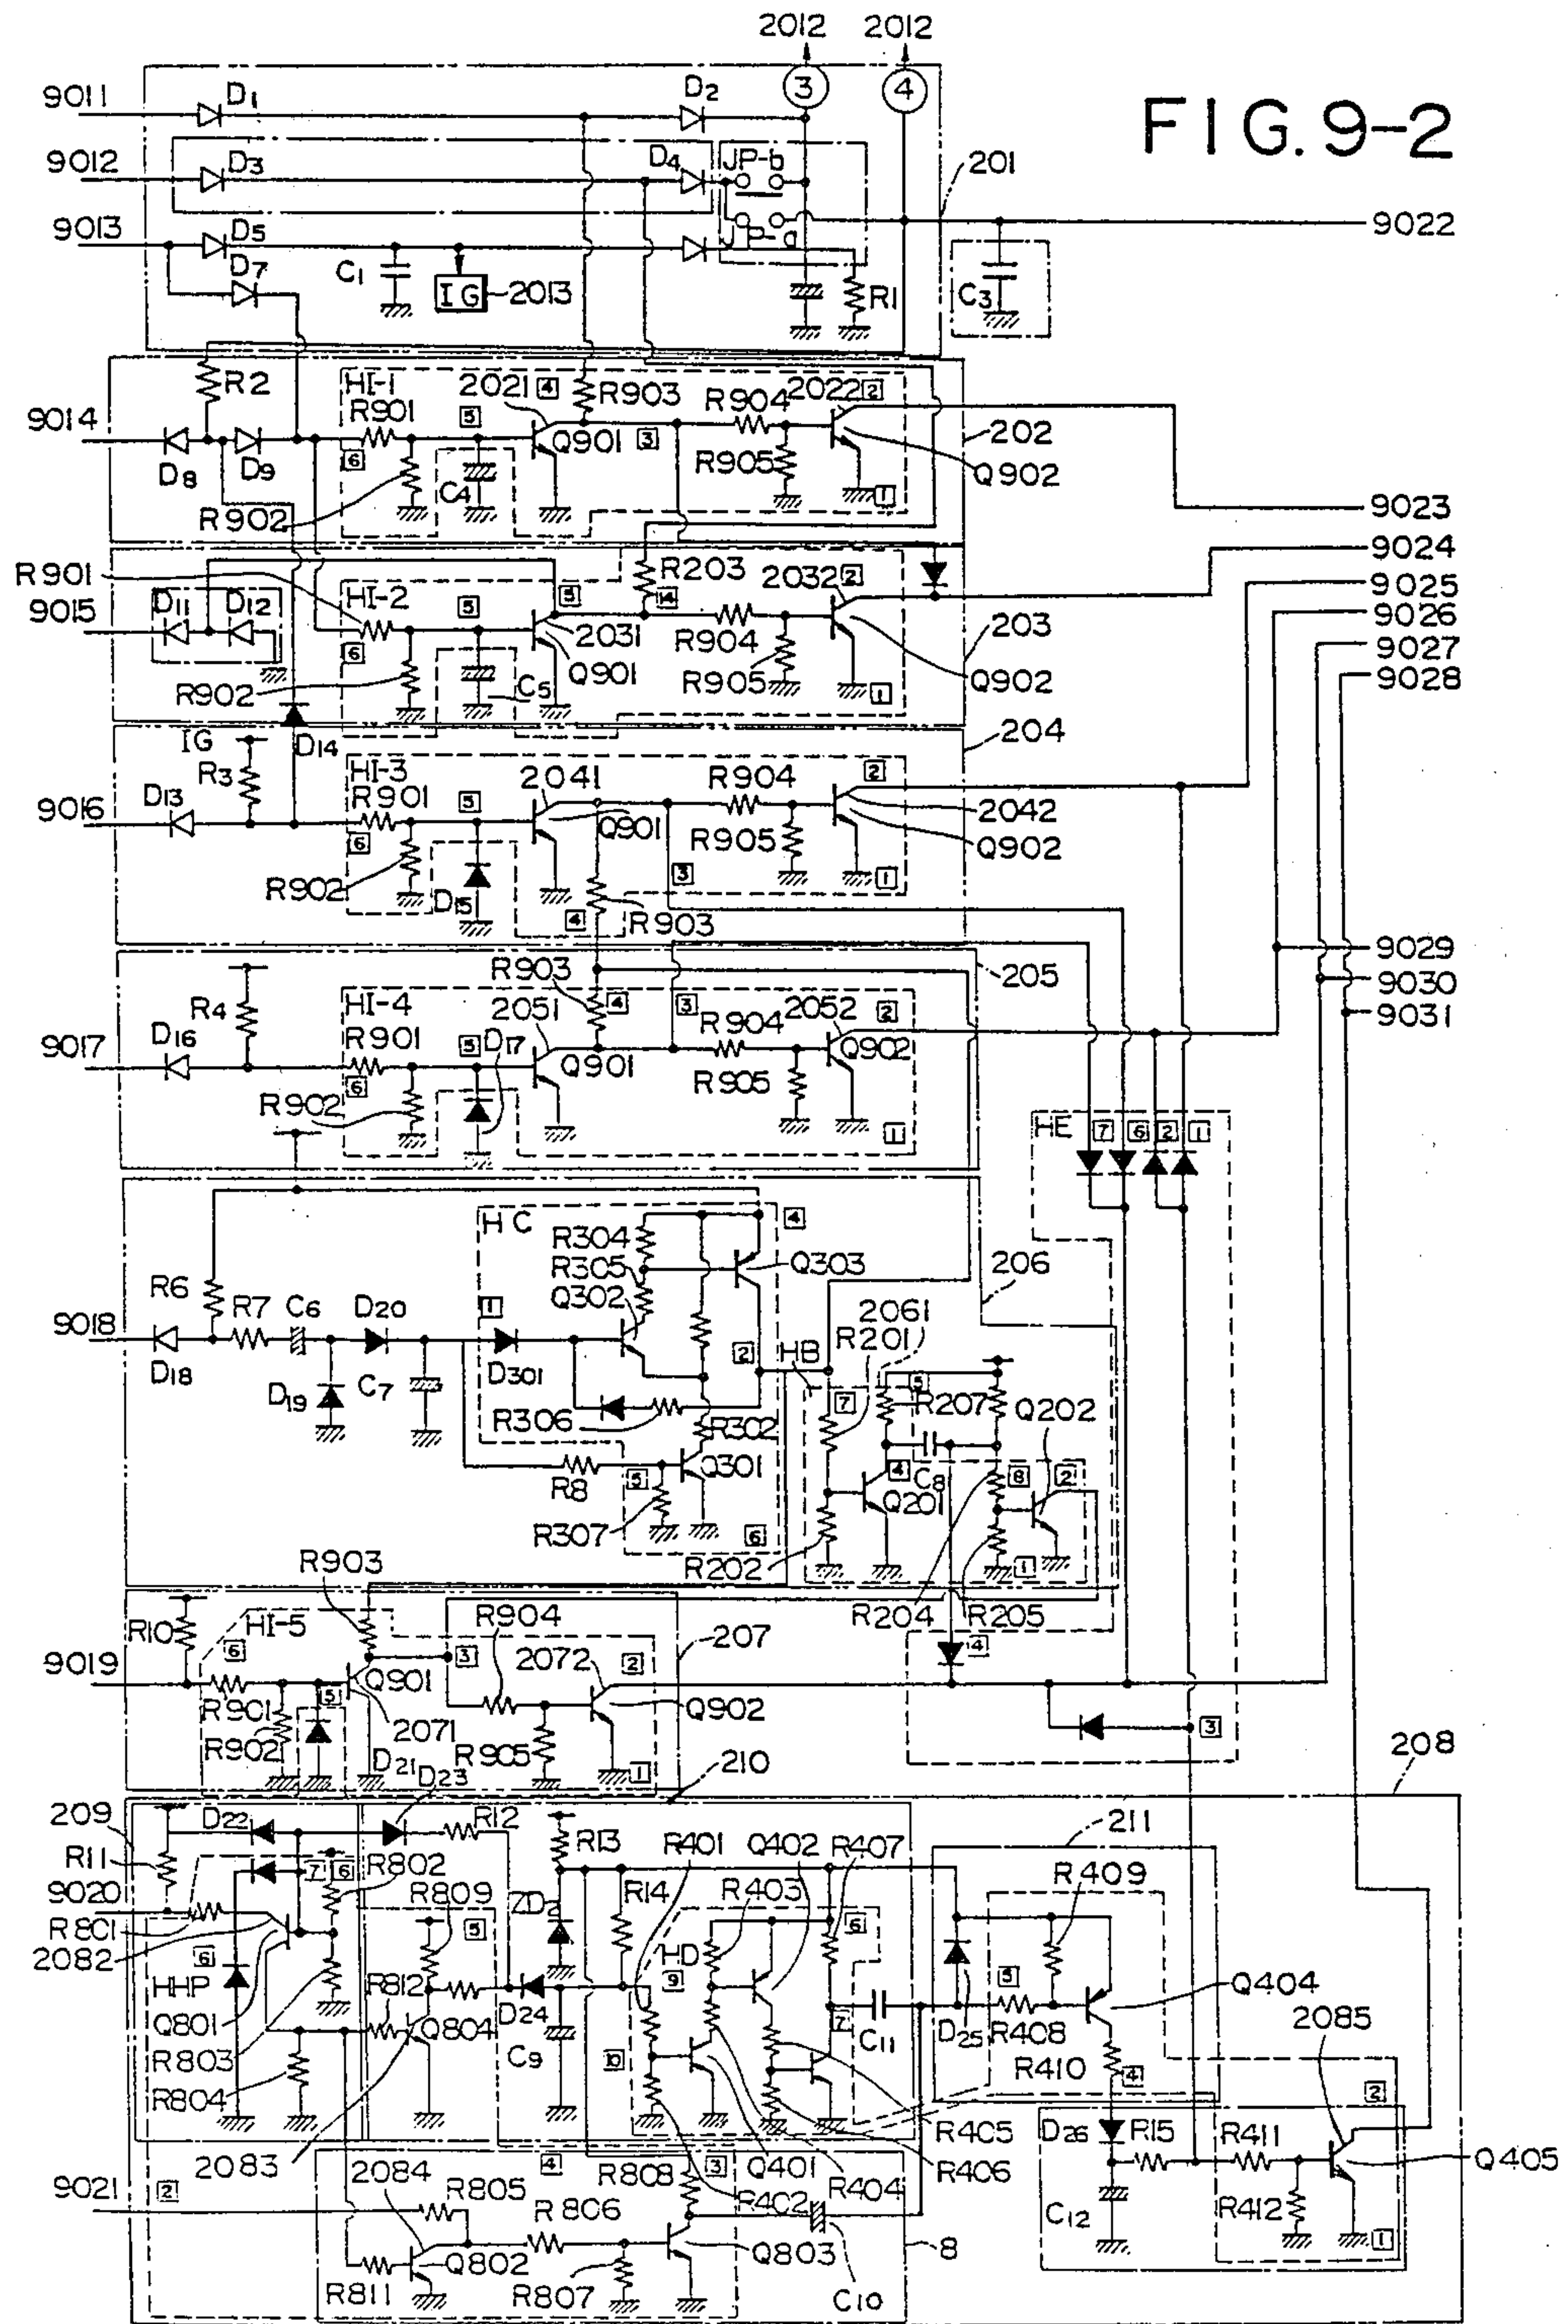 2012 2012
FIG. 9-2
3 4
9011 D1 D2
9012 D3 D4 JP-b 201
9013 D5 JP-a 9022
D7 C1 IG 2013 R1 C3
R2 HI-1 2021 4 R903 2022 2
9014 R901 5 R904 202
D8 D9 6 Q901 3 R905 Q902
R902 C4 1 9023
9024
R901 R203 2032 2 9025
9015 D11 D12 HI-2 5 5 14 9026
6 2031 R904 203 9027
R902 C5 Q901 R905 1 Q902 9028
IG D14 204
R3 HI-3 2041 R904 2
9016 D13 R901 5 Q901 2042
6 R905 Q902
R902 D15 3 1
4 R903
R903 205 9029
9030
R4 HI-4 2051 4 3 2052 2 9031
9017 D16 R901 5 D17 R904
6 Q901 Q902
R902 R905
1 HE 7 6 2 1
HC 4
R304
R305 Q303 206
R6 Q302 2061
9018 R7 C6 D20 1 R201
D18 D301 2 HB 5
D19 C7 7 R207 Q202
R306 R302
R8 5 Q301 4 C8 8 2
Q201
R307 6
R202 1
R903 R204 R205
R10 HI-5 R904 207 4
9019 6 3 2072 2
Q901
R901 5 Q902
R902 2071 R905 3
D21 D23 1 210 208
209 D22 R12 211
R11 R13 R401 Q402 R407
7 6 R802 R14 R409
9020 R809 ZD2 R403
R801 5 6
2082 6 HD 5
HHP R812 9 Q404
Q801 Q804 D24 7 C11 D25 R408 2085
R803 C9 10 R410
R804 4 2
R405 D26 R15 R411
2083 2084 4 R808 3 Q401 R406 Q405
9021 2 R805 R402 R404 C12 R412
R806 1
Q802 Q803 8
R811 R807 C10